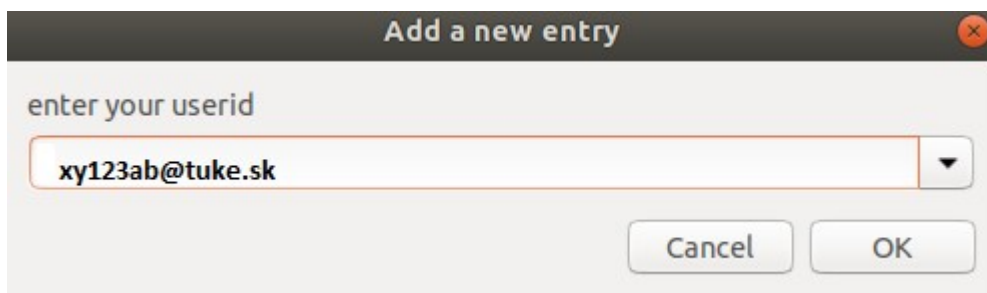 Add a new entry
enter your userid
xy123ab@tuke.sk
Cancel OK